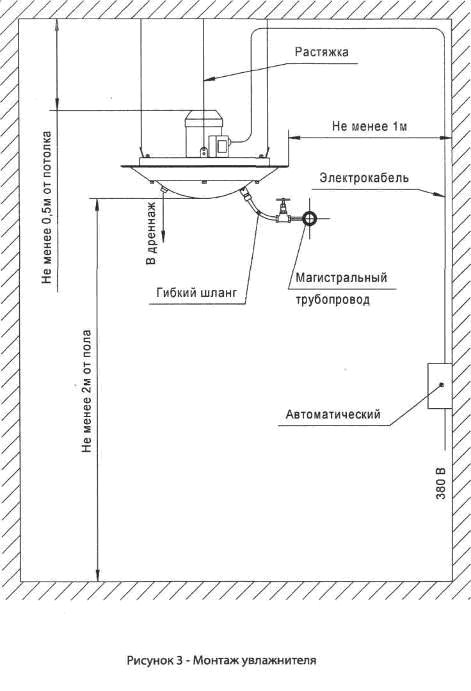 Растяжка
Не менее 1м
Электрокабель
Не менее 0,5м от потолка
В дреннаж
Гибкий шланг
Магистральный
трубопровод
Не менее 2м от пола
Автоматический
380 В
Рисунок 3 - Монтаж увлажнителя